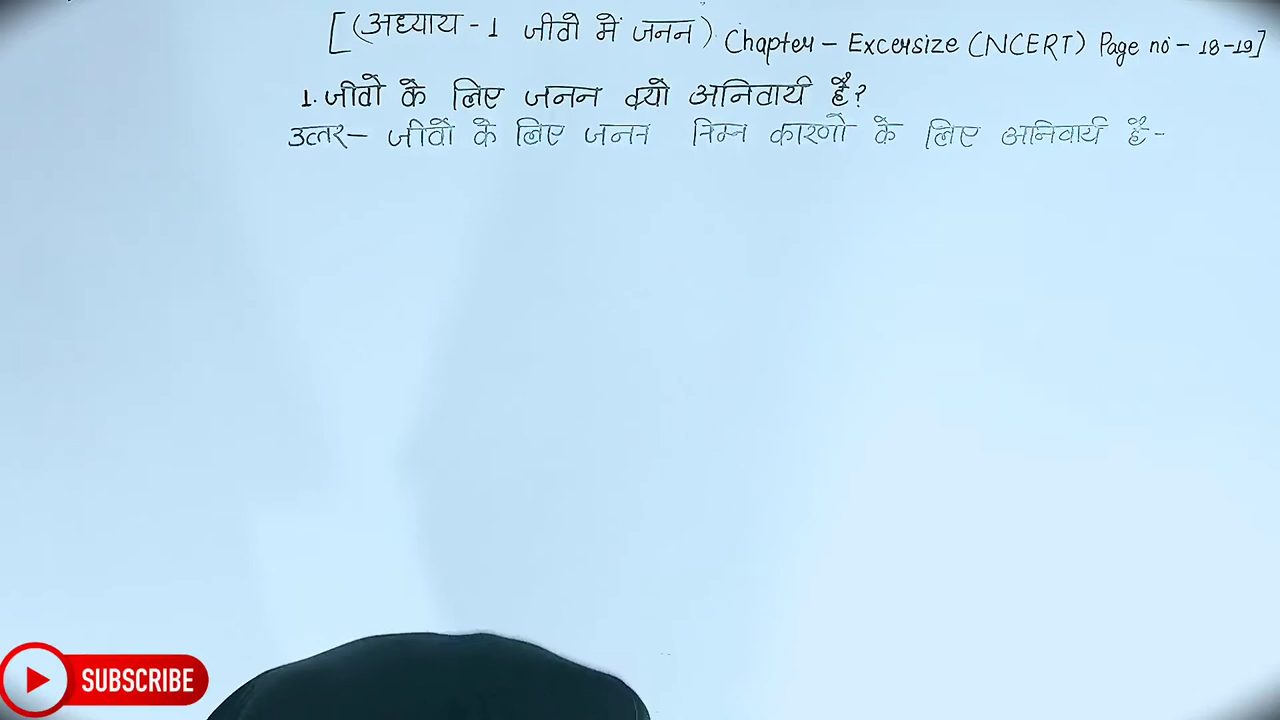 [(अध्याय - 1 जीवो में जनन) Chapter - Excersize (NCERT) Page no - 18-19]
1. जीवो के लिए जनन क्यो अनिवार्य है?
उत्तर - जीवो के लिए जनन निम्न कारणो के लिए अनिवार्य है -
SUBSCRIBE